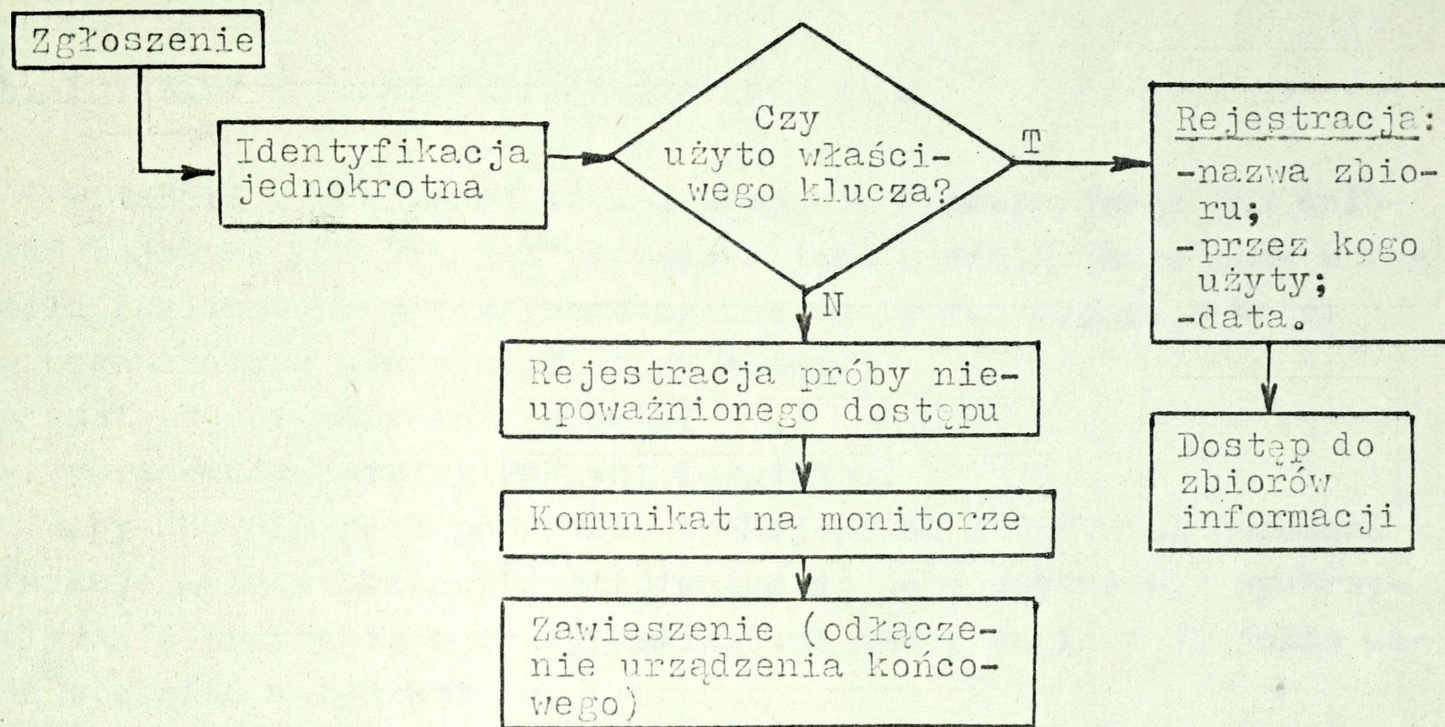 Zgłoszenie
Identyfikacja
jednokrotna
Czy
użyto właści-
wego klucza?
T
Rejestracja:
-nazwa zbio-
ru;
-przez kogo
użyty;
-data.
N
Rejestracja próby nie-
upoważnionego dostępu
Dostęp do
zbiorów
informacji
Komunikat na monitorze
Zawieszenie (odłącze-
nie urządzenia końco-
wego)